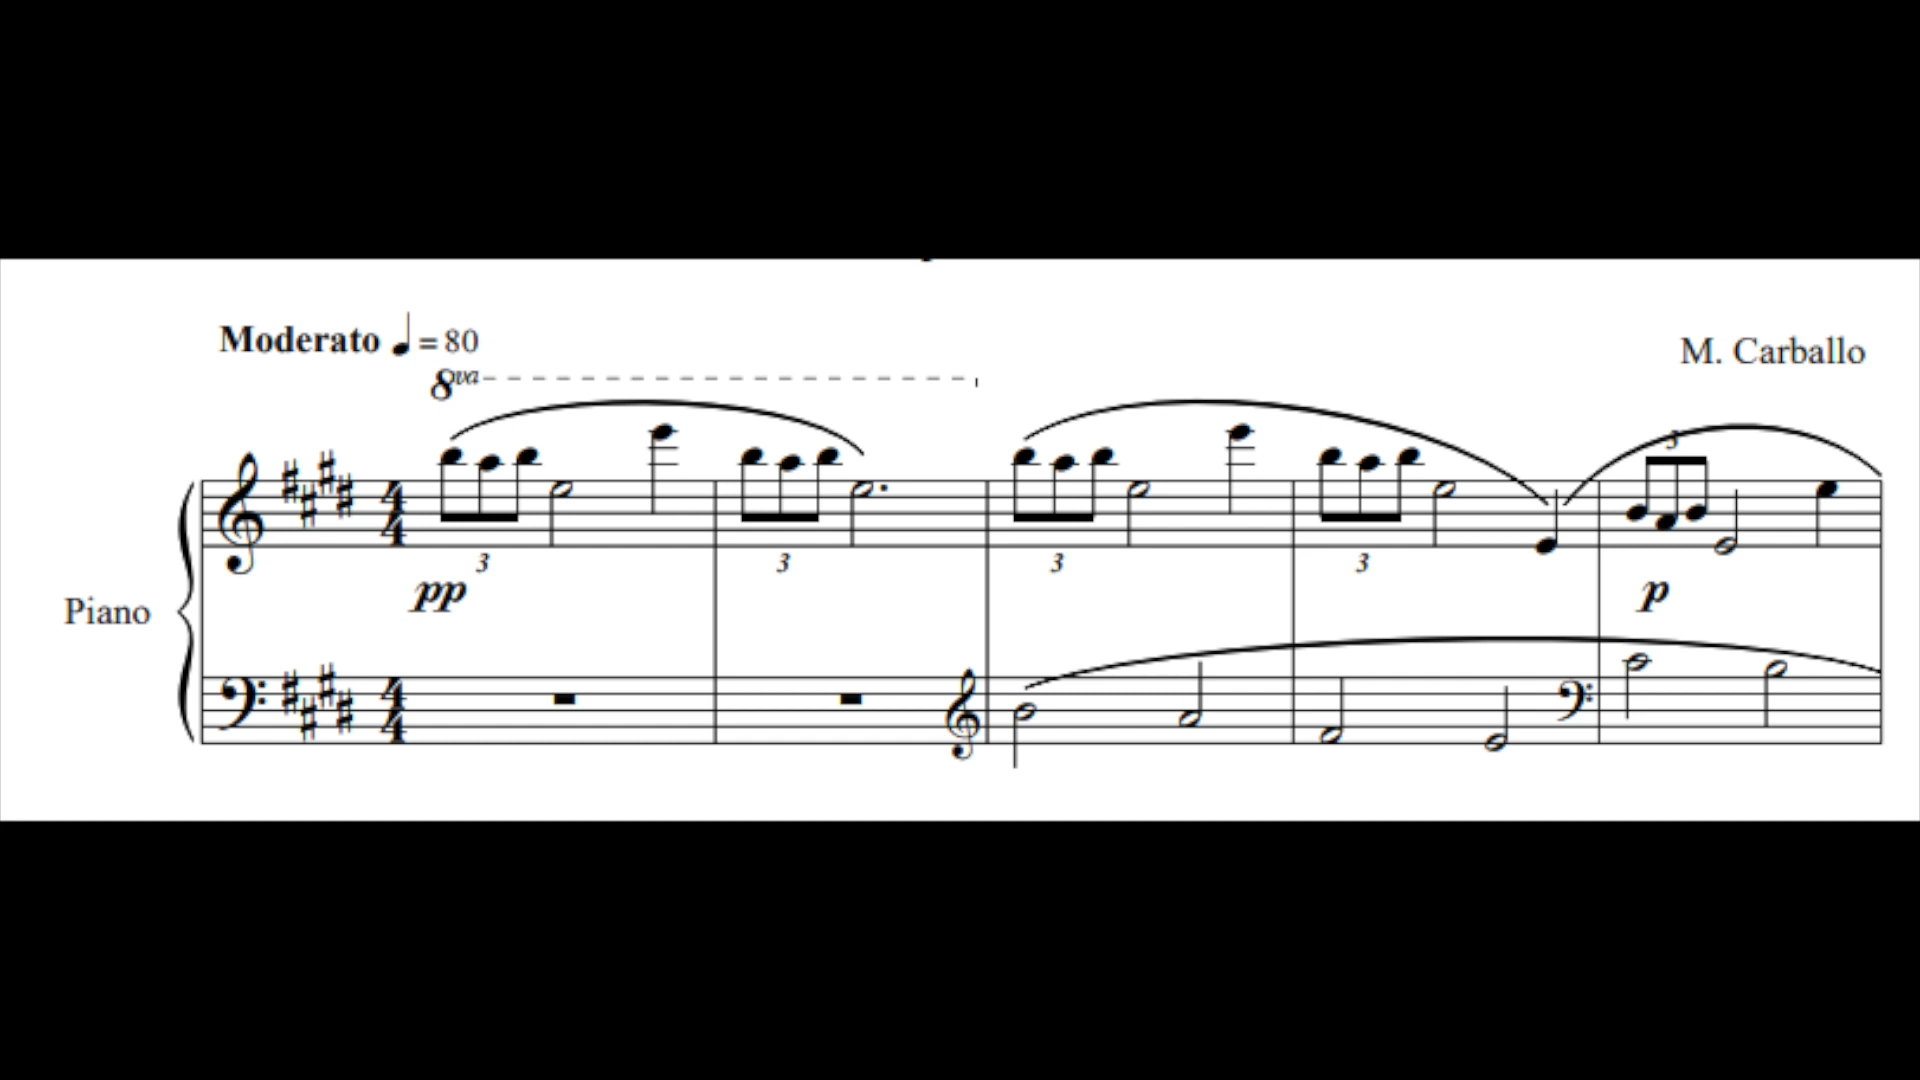 Moderato ♩ = 80
M. Carballo
8va
3
3
3
3
3
pp
p
Piano